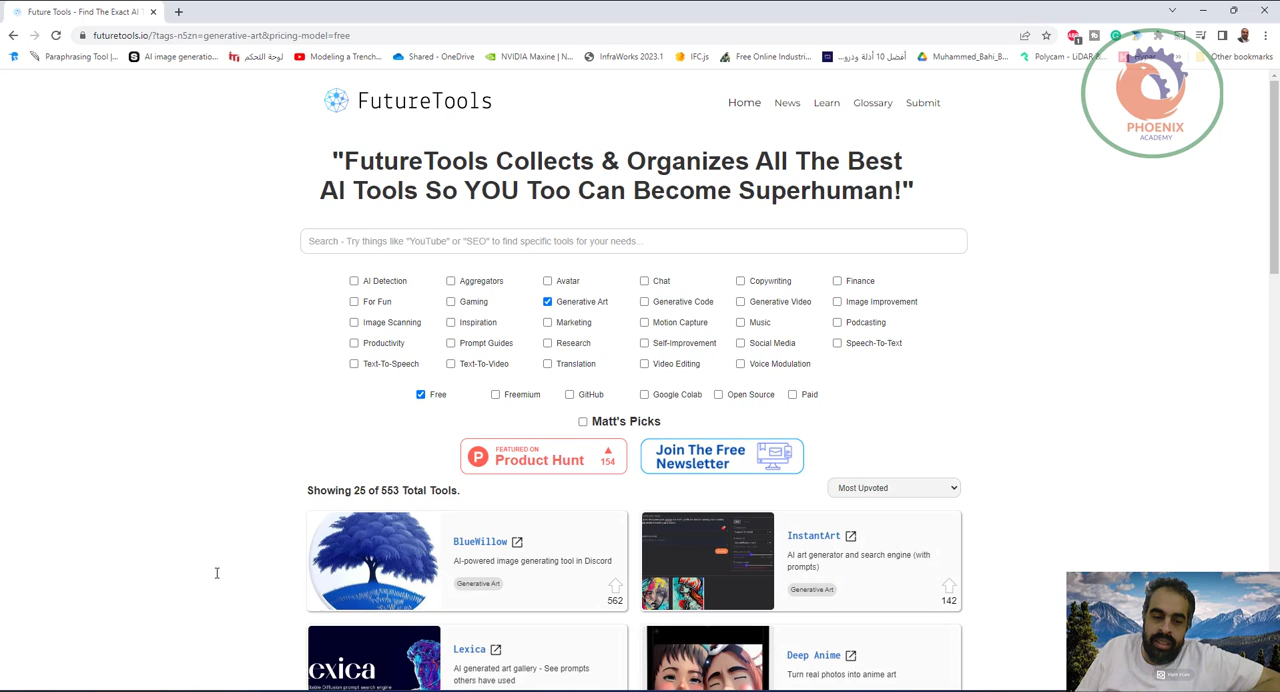 Future Tools - Find The Exact AI T
futuretools.io/?tags-n5zn=generative-art&pricing-model=free
Paraphrasing Tool |...
AI image generatio...
لوحة التحكم
Modeling a Trench...
Shared - OneDrive
NVIDIA Maxine | N...
InfraWorks 2023.1
IFC.js
Free Online Industri...
أفضل 10 أدلة ودرو...
Muhammed_Bahi_B...
Polycam - LiDAR &...
Hypar
Other bookmarks
PHOENIX
ACADEMY
FutureTools
Home News Learn Glossary Submit
"FutureTools Collects & Organizes All The Best
AI Tools So YOU Too Can Become Superhuman!"
Search - Try things like "YouTube" or "SEO" to find specific tools for your needs...
AI Detection Aggregators Avatar Chat Copywriting Finance
For Fun Gaming Generative Art Generative Code Generative Video Image Improvement
Image Scanning Inspiration Marketing Motion Capture Music Podcasting
Productivity Prompt Guides Research Self-Improvement Social Media Speech-To-Text
Text-To-Speech Text-To-Video Translation Video Editing Voice Modulation
Free Freemium GitHub Google Colab Open Source Paid
Matt's Picks
FEATURED ON
Product Hunt 154
Join The Free
Newsletter
Showing 25 of 553 Total Tools.
Most Upvoted
BlueWillow
AI-powered image generating tool in Discord
Generative Art
562
InstantArt
AI art generator and search engine (with
prompts)
Generative Art
142
exica
Lexica
AI generated art gallery - See prompts
others have used
Deep Anime
Turn real photos into anime art